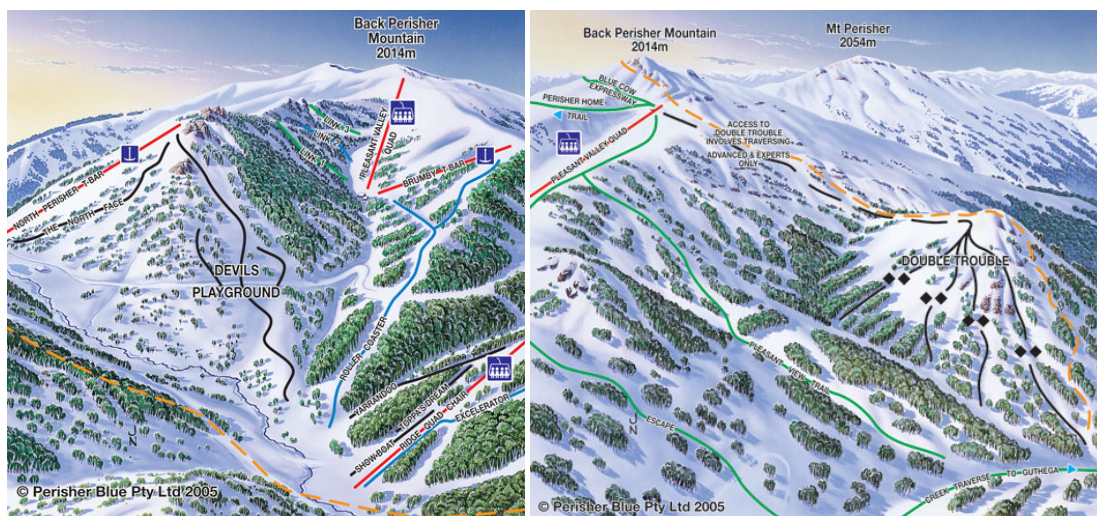 Back Perisher
Mountain
2014m
LINK 3
LINK 2
LINK 1
PLEASANT VALLEY
QUAD
BRUMBY T-BAR
NORTH PERISHER T-BAR
THE NORTH FACE
DEVILS
PLAYGROUND
ROLLER COASTER
YARRANDOO
SHOW-BOAT
TOPPA'S DREAM
RIDGE QUAD CHAIR
EXCELERATOR
© Perisher Blue Pty Ltd 2005
Back Perisher Mountain
2014m
Mt Perisher
2054m
BLUE COW
EXPRESSWAY
PERISHER HOME
TRAIL
PLEASANT VALLEY QUAD
ACCESS TO
DOUBLE TROUBLE
INVOLVES TRAVERSING
ADVANCED & EXPERTS
ONLY
DOUBLE TROUBLE
PLEASANT VIEW TRAIL
ESCAPE
CREEK TRAVERSE TO GUTHEGA
© Perisher Blue Pty Ltd 2005